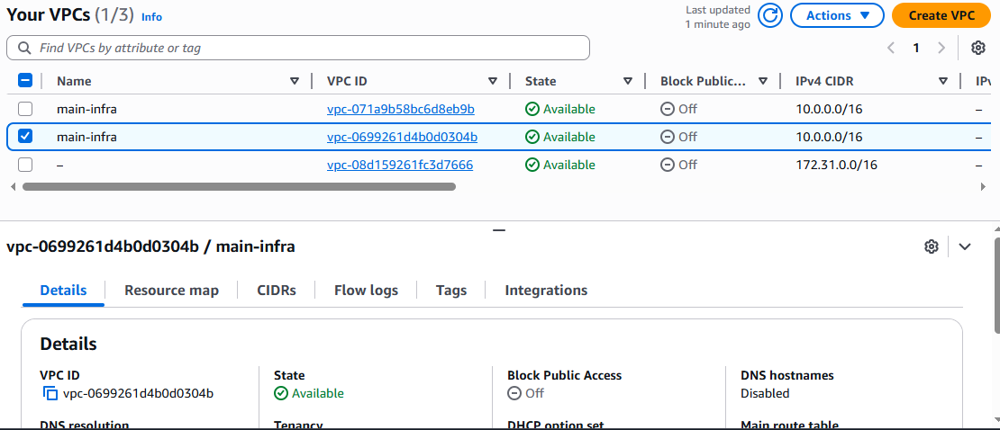 Your VPCs (1/3) Info
Last updated
1 minute ago
Actions
Create VPC
Find VPCs by attribute or tag
1
Name VPC ID State Block Public... IPv4 CIDR IPv
main-infra vpc-071a9b58bc6d8eb9b Available Off 10.0.0.0/16 –
main-infra vpc-0699261d4b0d0304b Available Off 10.0.0.0/16 –
– vpc-08d159261fc3d7666 Available Off 172.31.0.0/16 –
vpc-0699261d4b0d0304b / main-infra
Details Resource map CIDRs Flow logs Tags Integrations
Details
VPC ID State Block Public Access DNS hostnames
vpc-0699261d4b0d0304b Available Off Disabled
DNS resolution Tenancy DHCP option set Main route table